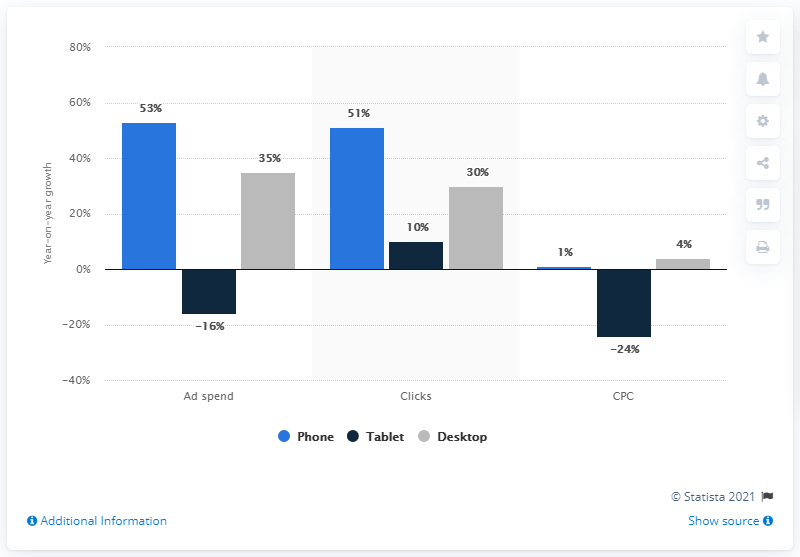 80%
60%
40%
20%
0%
−20%
−40%
Year-on-year growth
53%
−16%
35%
51%
10%
30%
1%
−24%
4%
Ad spend
Clicks
CPC
Phone
Tablet
Desktop
© Statista 2021
Additional Information
Show source